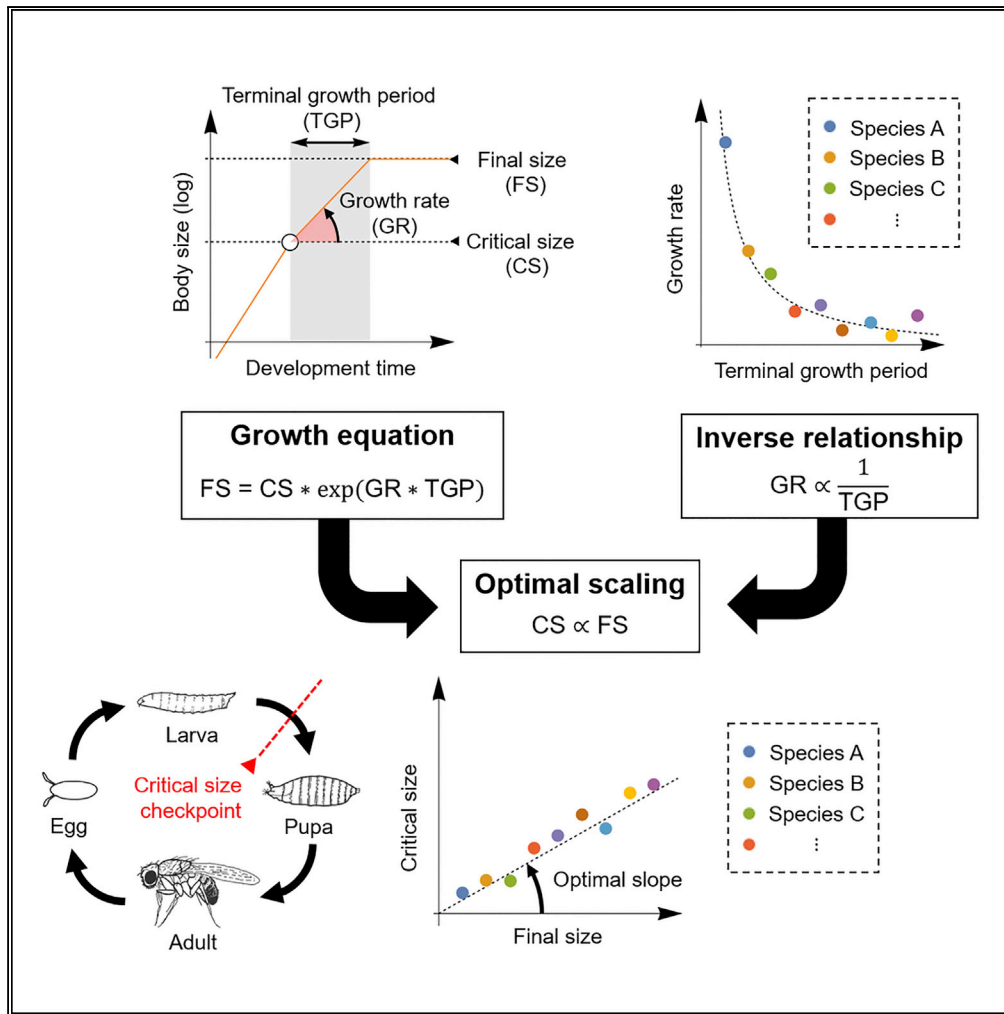 Terminal growth period
(TGP)
Body size (log)
Final size
(FS)
Growth rate
(GR)
Critical size
(CS)
Development time
Growth rate
Species A
Species B
Species C
⋮
Terminal growth period
Growth equation
FS = CS ∗ exp(GR ∗ TGP)
Inverse relationship
GR ∝ 1/TGP
Optimal scaling
CS ∝ FS
Larva
Critical size
checkpoint
Egg
Pupa
Adult
Critical size
Optimal slope
Final size
Species A
Species B
Species C
⋮